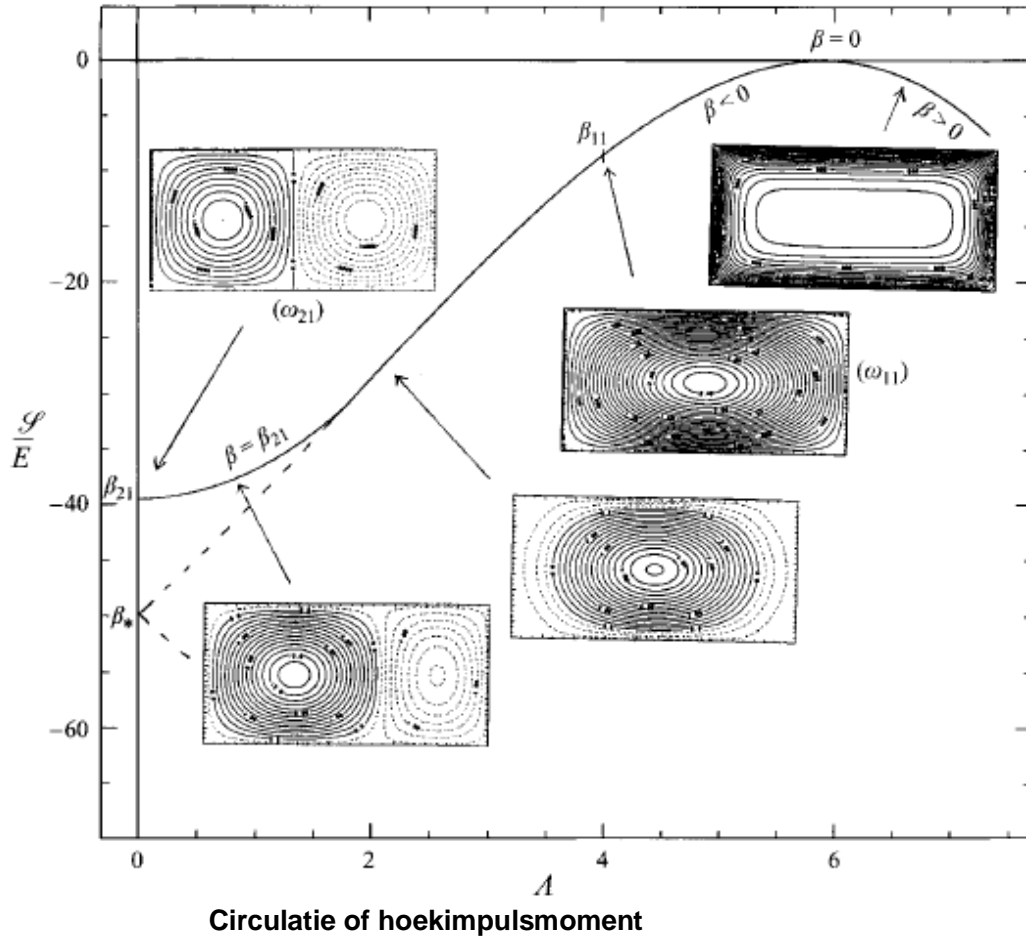 0
β = 0
β < 0
β > 0
β₁₁
(ω₂₁)
−20
(ω₁₁)
𝒮/E
β = β₂₁
β₂₁
−40
β*
−60
0
2
4
6
Λ
Circulatie of hoekimpulsmoment